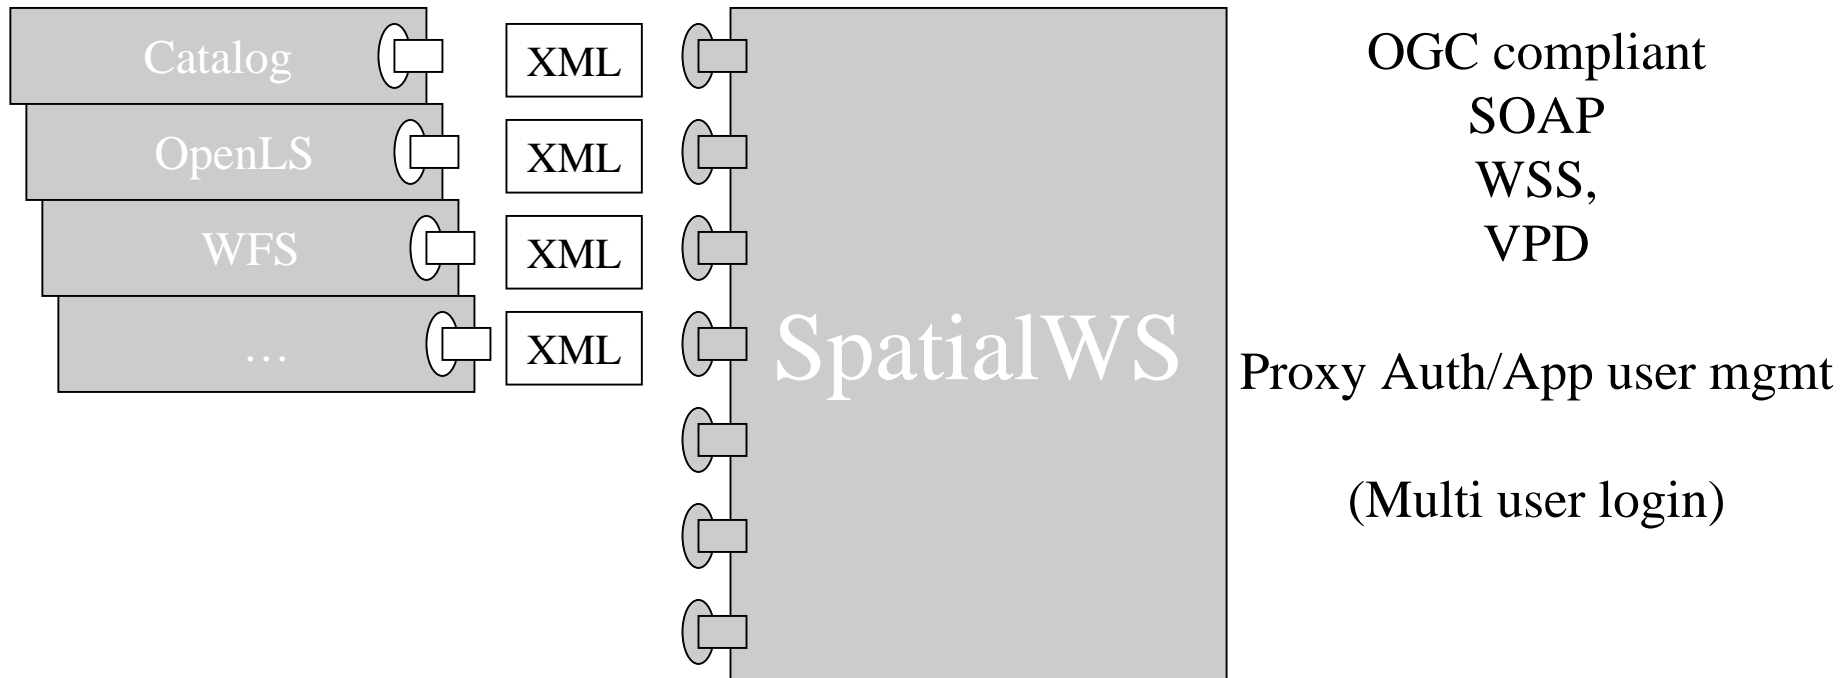 Catalog
XML
OpenLS
XML
WFS
XML
…
XML
SpatialWS
OGC compliant
SOAP
WSS,
VPD
Proxy Auth/App user mgmt
(Multi user login)